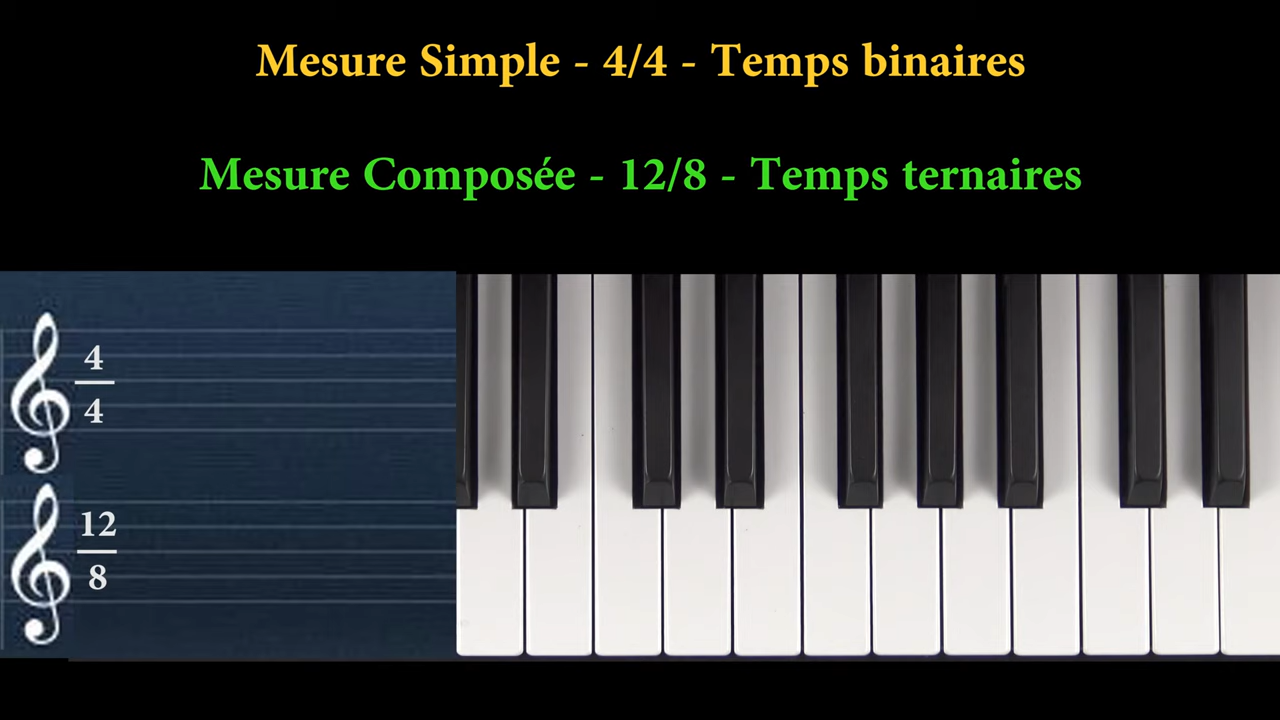 Mesure Simple - 4/4 - Temps binaires
Mesure Composée - 12/8 - Temps ternaires
4
4
12
8